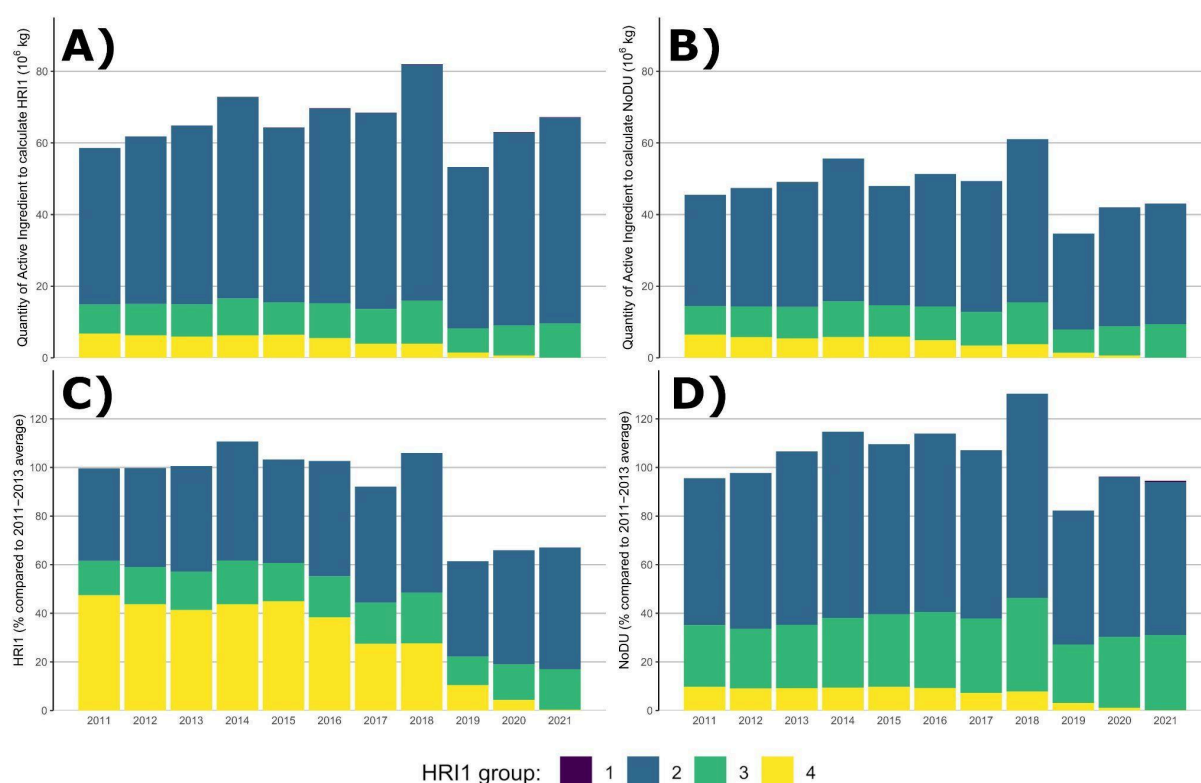 A)
Quantity of Active Ingredient to calculate HRI1 (10⁶ kg)
80
60
40
20
0
B)
Quantity of Active Ingredient to calculate NoDU (10⁶ kg)
80
60
40
20
0
C)
HRI1 (% compared to 2011−2013 average)
120
100
80
60
40
20
0
2011 2012 2013 2014 2015 2016 2017 2018 2019 2020 2021
D)
NoDU (% compared to 2011−2013 average)
120
100
80
60
40
20
0
2011 2012 2013 2014 2015 2016 2017 2018 2019 2020 2021
HRI1 group: 1 2 3 4